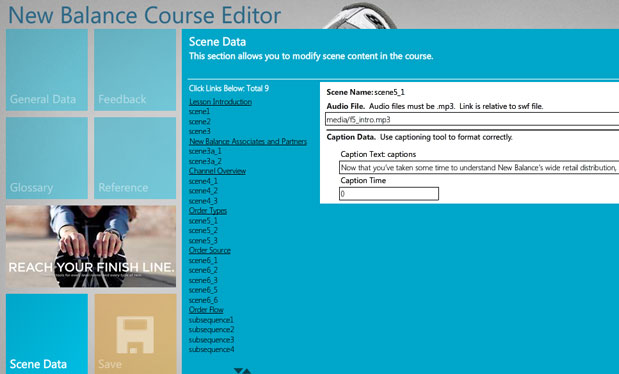 New Balance Course Editor
General Data
Feedback
Glossary
Reference
REACH YOUR FINISH LINE.
Scene Data
Save
Scene Data
This section allows you to modify scene content in the course.
Click Links Below: Total 9
Lesson Introduction
scene1
scene2
scene3
New Balance Associates and Partners
scene3a_1
scene3a_2
Channel Overview
scene4_1
scene4_2
scene4_3
Order Types
scene5_1
scene5_2
scene5_3
Order Source
scene6_1
scene6_2
scene6_3
scene6_5
scene6_6
Order Flow
subsequence1
subsequence2
subsequence3
subsequence4
Scene Name: scene5_1
Audio File. Audio files must be .mp3. Link is relative to swf file.
media/f5_intro.mp3
Caption Data. Use captioning tool to format correctly.
Caption Text: captions
Now that you've taken some time to understand New Balance's wide retail distribution,
Caption Time
0